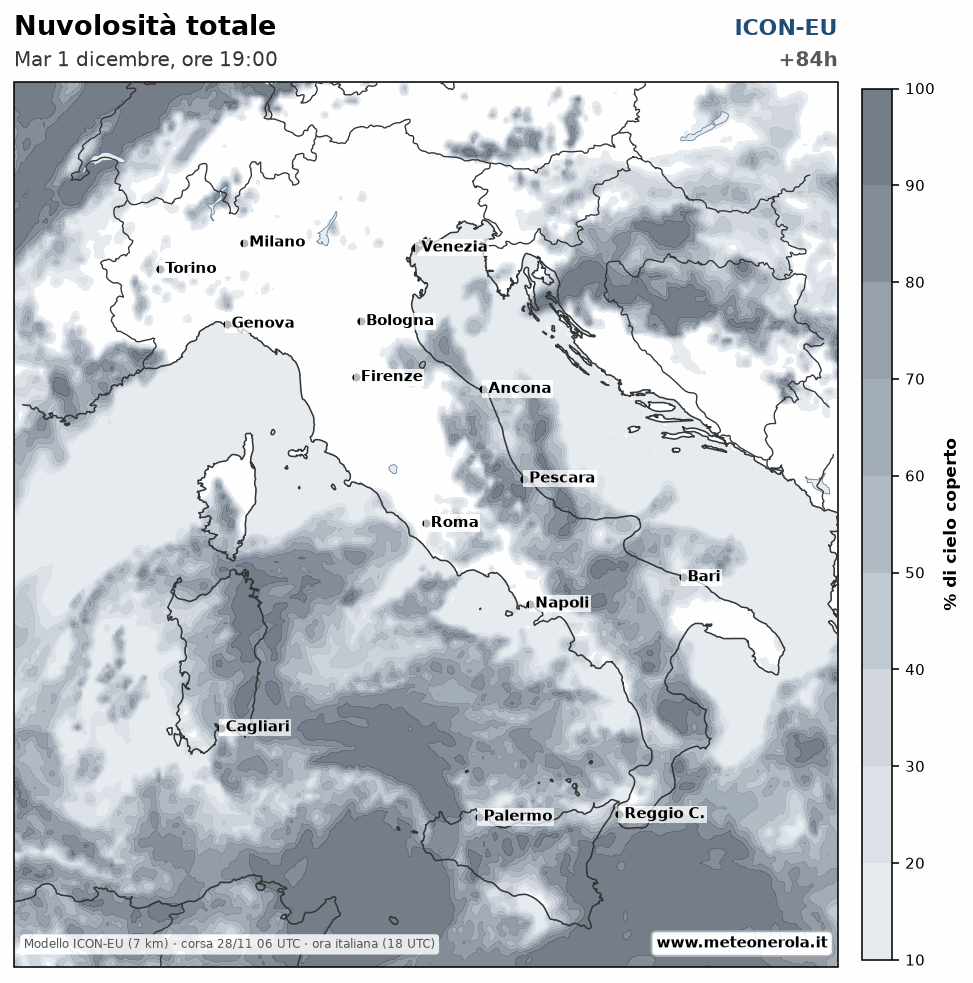 Nuvolosità totale
ICON-EU
Mar 1 dicembre, ore 19:00
+84h
100
90
80
70
60
50
40
30
20
10
% di cielo coperto
Milano
Venezia
Torino
Genova
Bologna
Firenze
Ancona
Pescara
Roma
Bari
Napoli
Cagliari
Palermo
Reggio C.
Modello ICON-EU (7 km) · corsa 28/11 06 UTC · ora italiana (18 UTC)
www.meteonerola.it